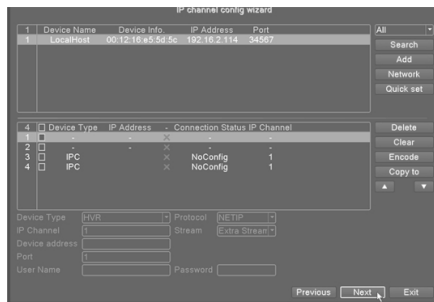 IP channel config wizard
1 Device Name Device Info. IP Address Port
1 LocalHost 00:12:16:e5:5d:5c 192.16.2.114 34567
All
Search
Add
Network
Quick set
4 Device Type IP Address - Connection Status IP Channel
1 - - - -
2 - - - -
3 IPC NoConfig 1
4 IPC NoConfig 1
Delete
Clear
Encode
Copy to
Device Type HVR Protocol NETIP
IP Channel 1 Stream Extra Stream
Device address
Port 1
User Name Password
Previous Next Exit